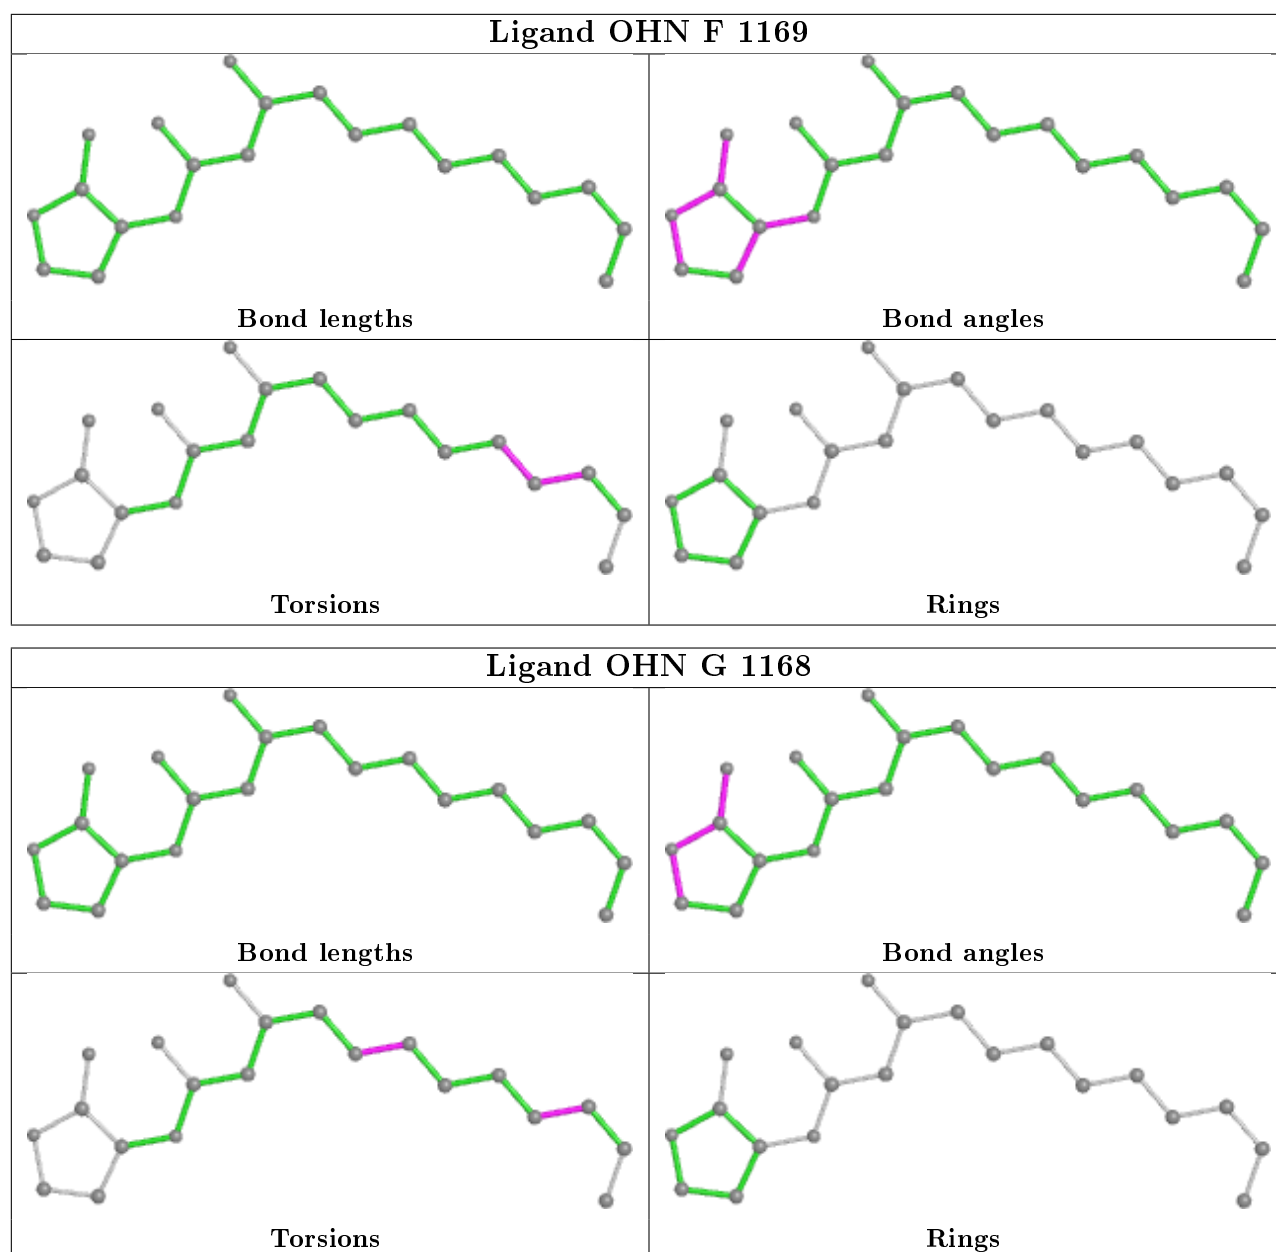 Ligand OHN F 1169
Bond lengths
Bond angles
Torsions
Rings
Ligand OHN G 1168
Bond lengths
Bond angles
Torsions
Rings